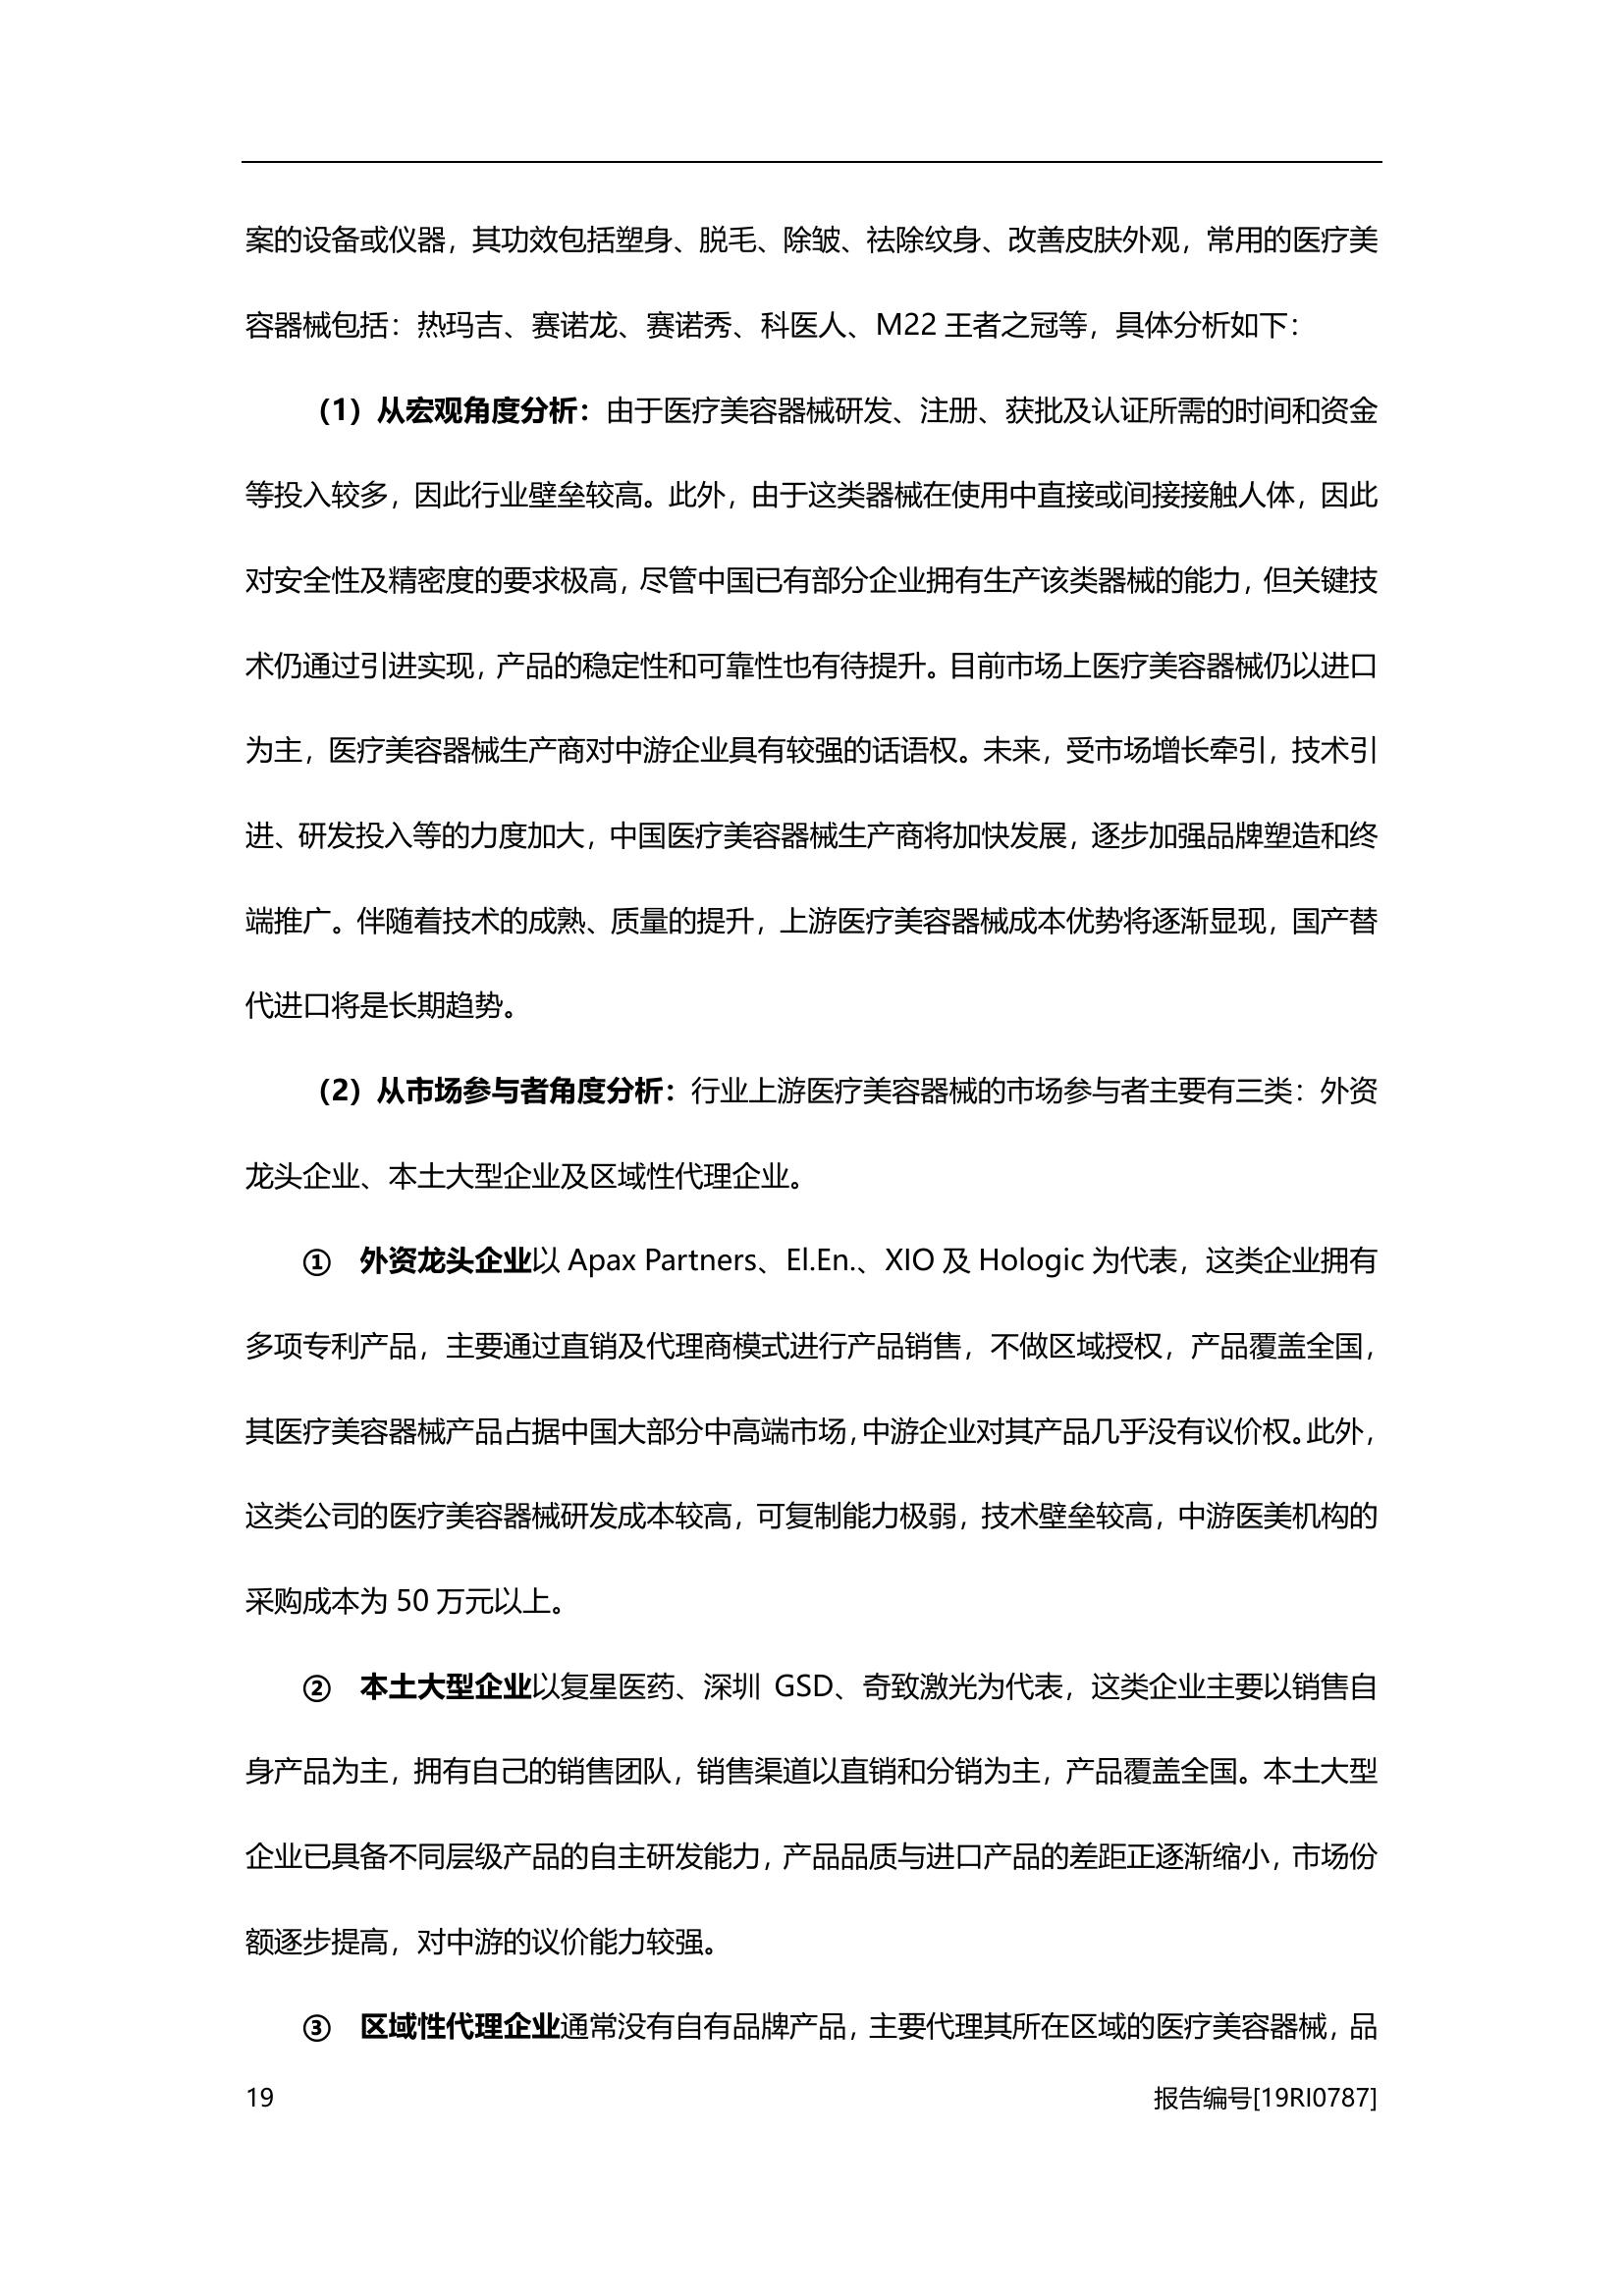 案的设备或仪器，其功效包括塑身、脱毛、除皱、祛除纹身、改善皮肤外观，常用的医疗美
容器械包括：热玛吉、赛诺龙、赛诺秀、科医人、M22 王者之冠等，具体分析如下：
（1）从宏观角度分析：由于医疗美容器械研发、注册、获批及认证所需的时间和资金
等投入较多，因此行业壁垒较高。此外，由于这类器械在使用中直接或间接接触人体，因此
对安全性及精密度的要求极高，尽管中国已有部分企业拥有生产该类器械的能力，但关键技
术仍通过引进实现，产品的稳定性和可靠性也有待提升。目前市场上医疗美容器械仍以进口
为主，医疗美容器械生产商对中游企业具有较强的话语权。未来，受市场增长牵引，技术引
进、研发投入等的力度加大，中国医疗美容器械生产商将加快发展，逐步加强品牌塑造和终
端推广。伴随着技术的成熟、质量的提升，上游医疗美容器械成本优势将逐渐显现，国产替
代进口将是长期趋势。
（2）从市场参与者角度分析：行业上游医疗美容器械的市场参与者主要有三类：外资
龙头企业、本土大型企业及区域性代理企业。
① 外资龙头企业以 Apax Partners、El.En.、XIO 及 Hologic 为代表，这类企业拥有
多项专利产品，主要通过直销及代理商模式进行产品销售，不做区域授权，产品覆盖全国，
其医疗美容器械产品占据中国大部分中高端市场，中游企业对其产品几乎没有议价权。此外，
这类公司的医疗美容器械研发成本较高，可复制能力极弱，技术壁垒较高，中游医美机构的
采购成本为 50 万元以上。
② 本土大型企业以复星医药、深圳 GSD、奇致激光为代表，这类企业主要以销售自
身产品为主，拥有自己的销售团队，销售渠道以直销和分销为主，产品覆盖全国。本土大型
企业已具备不同层级产品的自主研发能力，产品品质与进口产品的差距正逐渐缩小，市场份
额逐步提高，对中游的议价能力较强。
③ 区域性代理企业通常没有自有品牌产品，主要代理其所在区域的医疗美容器械，品
19 报告编号[19RI0787]